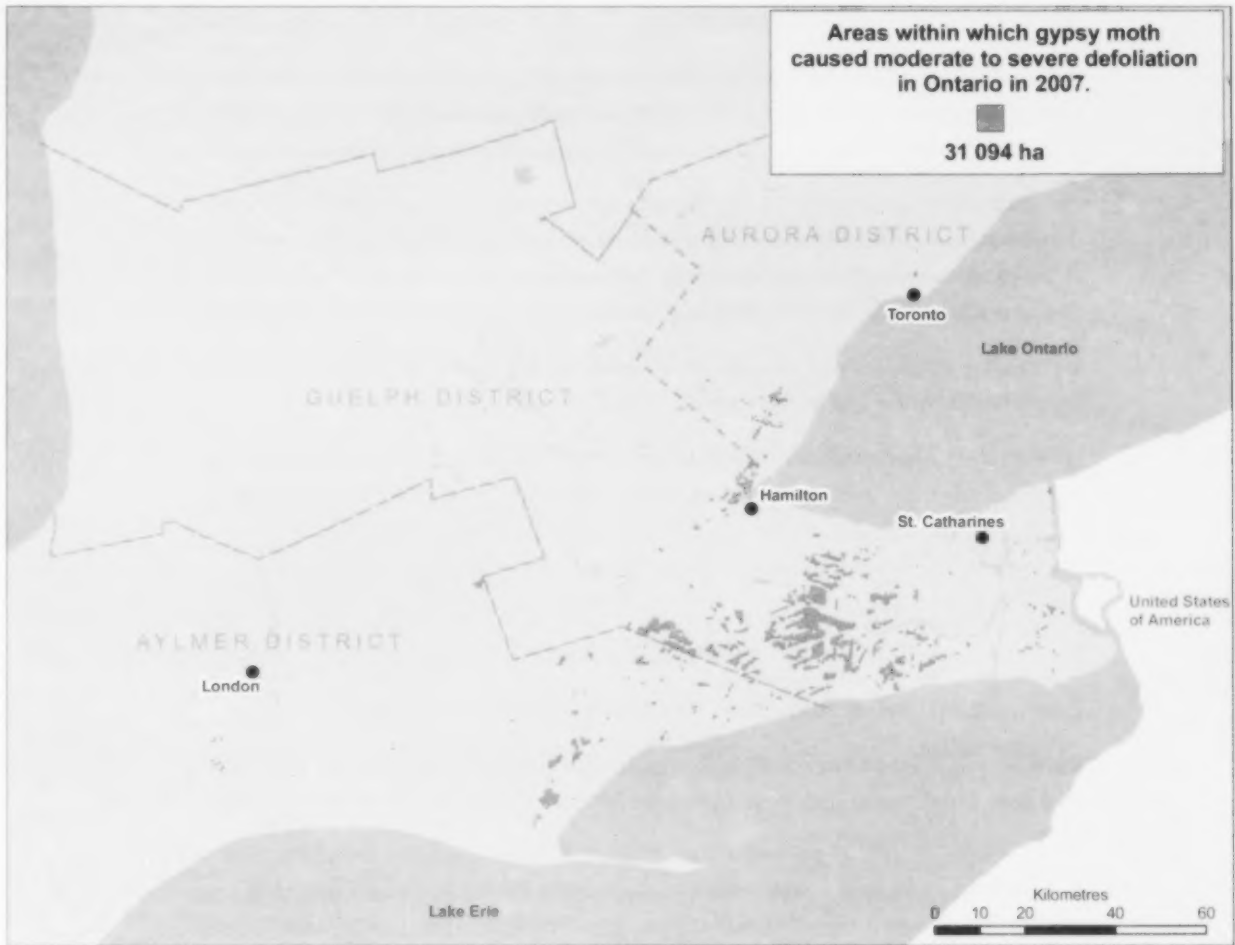 Areas within which gypsy moth
caused moderate to severe defoliation
in Ontario in 2007.
31 094 ha
AURORA DISTRICT
Toronto
Lake Ontario
GUELPH DISTRICT
Hamilton
St. Catharines
United States
of America
AYLMER DISTRICT
London
Kilometres
0 10 20 40 60
Lake Erie